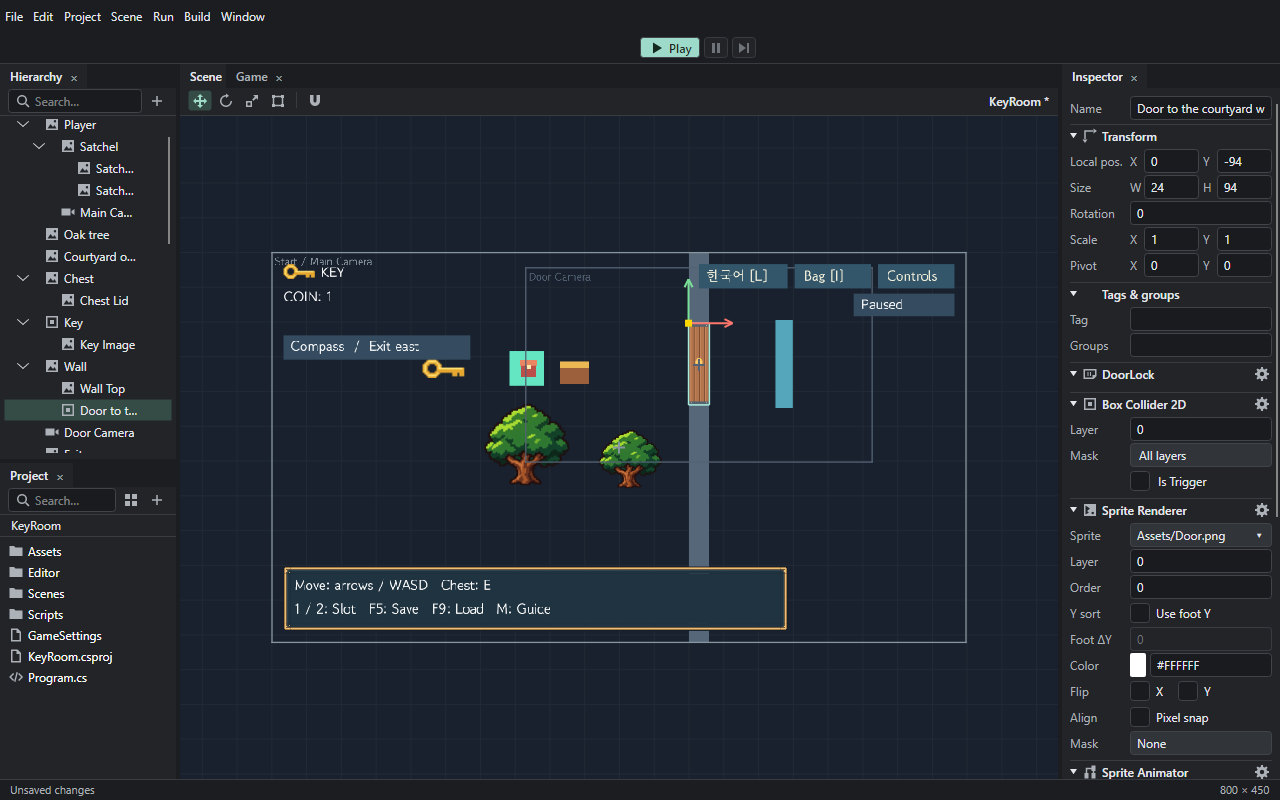 File Edit Project Scene Run Build Window
Play
Hierarchy ×
Search...
Player
Satchel
Satch...
Satch...
Main Ca...
Oak tree
Courtyard o...
Chest
Chest Lid
Key
Key Image
Wall
Wall Top
Door to t...
Door Camera
Project ×
Search...
KeyRoom
Assets
Editor
Scenes
Scripts
GameSettings
KeyRoom.csproj
Program.cs
Unsaved changes
Scene Game ×
KeyRoom *
Start / Main Camera
KEY
COIN: 1
Door Camera
한국어 [L] Bag [I] Controls
Paused
Compass / Exit east
Move: arrows / WASD Chest: E
1 / 2: Slot F5: Save F9: Load M: Guide
Inspector ×
Name Door to the courtyard w
Transform
Local pos. X 0 Y -94
Size W 24 H 94
Rotation 0
Scale X 1 Y 1
Pivot X 0 Y 0
Tags & groups
Tag
Groups
DoorLock
Box Collider 2D
Layer 0
Mask All layers
Is Trigger
Sprite Renderer
Sprite Assets/Door.png
Layer 0
Order 0
Y sort Use foot Y
Foot ΔY 0
Color #FFFFFF
Flip X Y
Align Pixel snap
Mask None
Sprite Animator
800 × 450